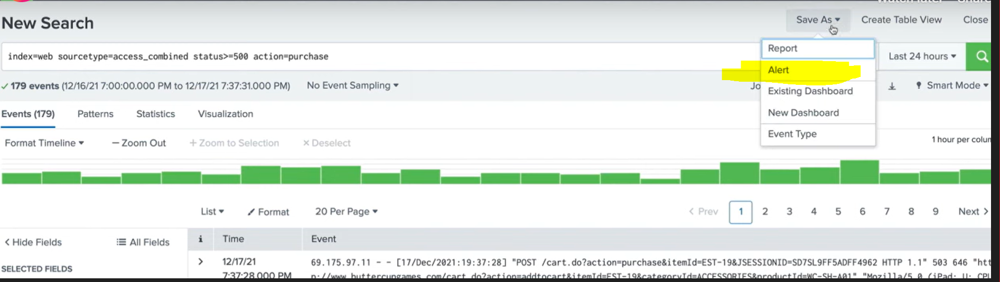 New Search
Save As
Create Table View
Close
index=web sourcetype=access_combined status>=500 action=purchase
Last 24 hours
Report
Alert
Existing Dashboard
New Dashboard
Event Type
179 events (12/16/21 7:00:00.000 PM to 12/17/21 7:37:31.000 PM)
No Event Sampling
Jo
Smart Mode
Events (179)
Patterns
Statistics
Visualization
Format Timeline
— Zoom Out
+ Zoom to Selection
× Deselect
1 hour per colum
List
Format
20 Per Page
< Prev
1
2
3
4
5
6
7
8
9
Next >
< Hide Fields
All Fields
i
Time
Event
SELECTED FIELDS
>
12/17/21
7:37:28.000 PM
69.175.97.11 - - [17/Dec/2021:19:37:28] "POST /cart.do?action=purchase&itemId=EST-19&JSESSIONID=SD7SL9FF5ADFF4962 HTTP 1.1" 503 646 "htt
p://www.buttercupgames.com/cart.do?action=addtocart&itemId=EST-19&categoryId=ACCESSORIES&productId=WC-SH-A01" "Mozilla/5.0 (iPad; U; CPU